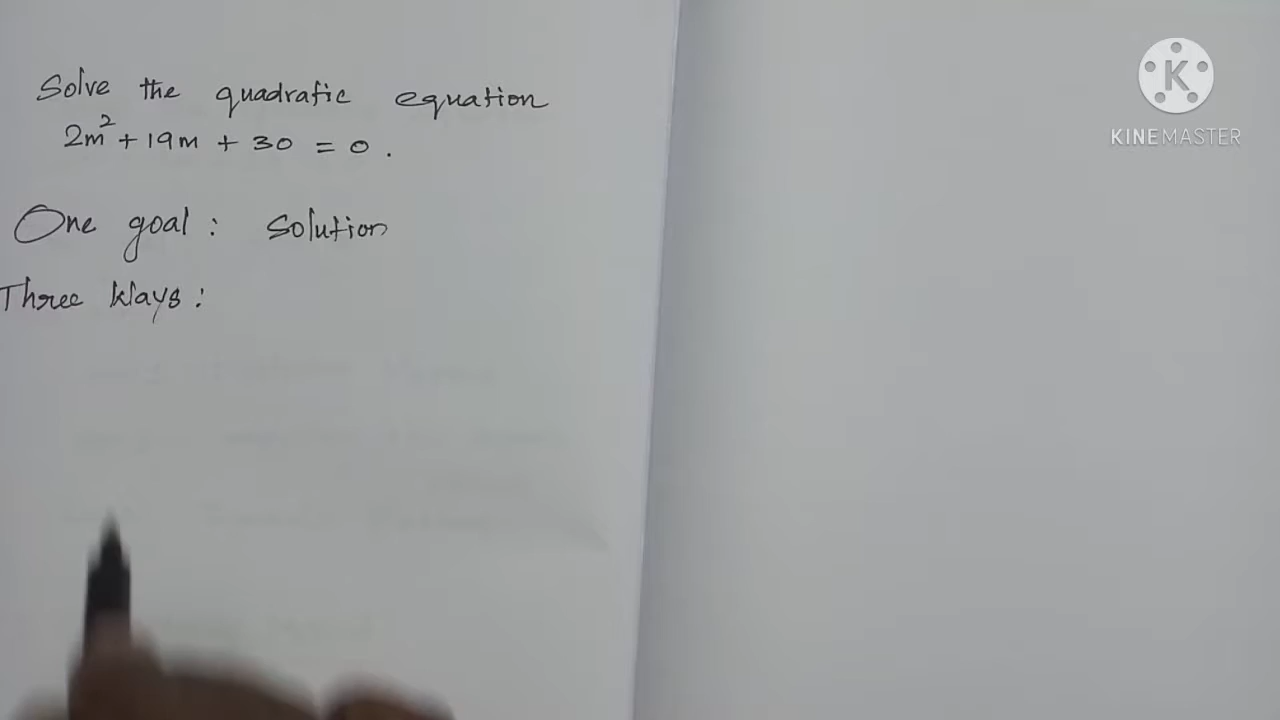 Solve the quadratic equation
2m² + 19m + 30 = 0 .
One goal : Solution
Three Ways :
K
KINEMASTER